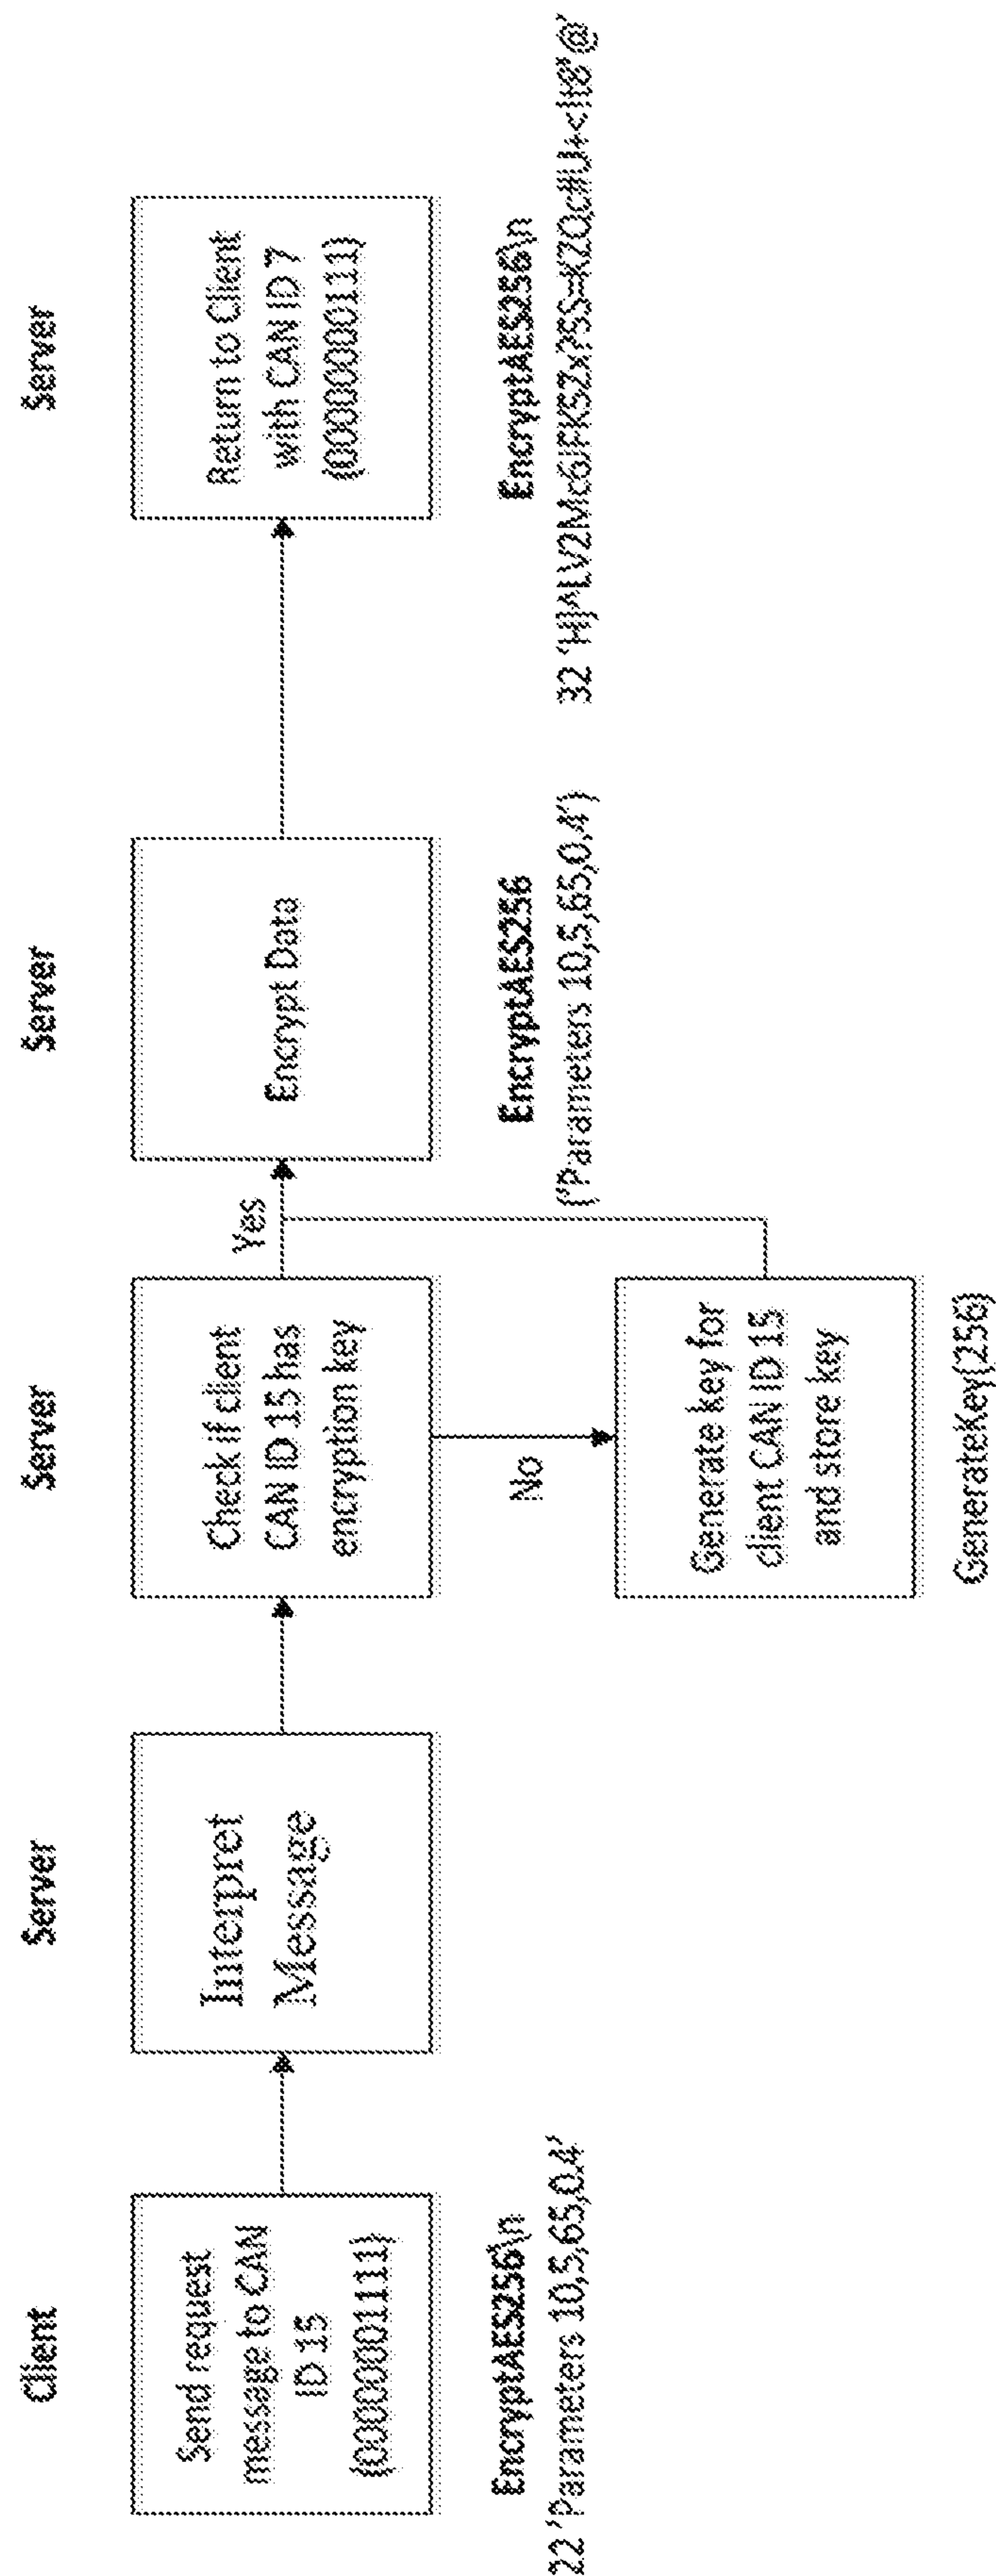 Client
Server
Server
Server
Server
Send request
message to CAN
ID 15
(00000001111)
EncryptAES256\n
22 'Parameters 10,5,65,0.4'
Interpret
Message
Check if client
CAN ID 15 has
encryption key
Yes
No
Generate key for
client CAN ID 15
and store key
GenerateKey(256)
Encrypt Data
EncryptAES256
('Parameters 10,5,65,0.4')
Return to Client
with CAN ID 7
(00000000111)
EncryptAES256\n
32